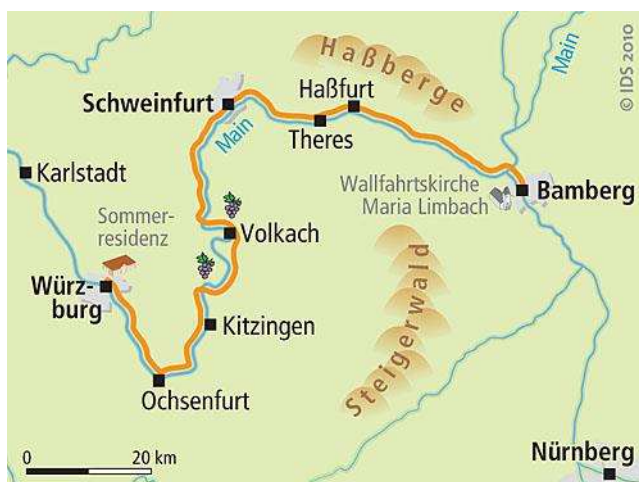 Haßberge
Main
© IDS 2010
Haßfurt
Schweinfurt
Main
Theres
Karlstadt
Wallfahrtskirche
Maria Limbach
Bamberg
Sommer-
residenz
Volkach
Würz-
burg
Kitzingen
Steigerwald
Ochsenfurt
Nürnberg
0
20 km